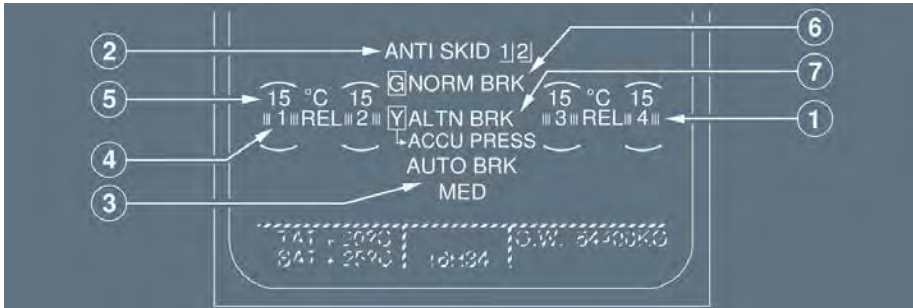 6
2 ANTI SKID 1 2
G NORM BRK
7
5 15 °C 15 15 °C 15
1 REL 2 Y ALTN BRK 3 REL 4 1
ACCU PRESS
4
AUTO BRK
3 MED